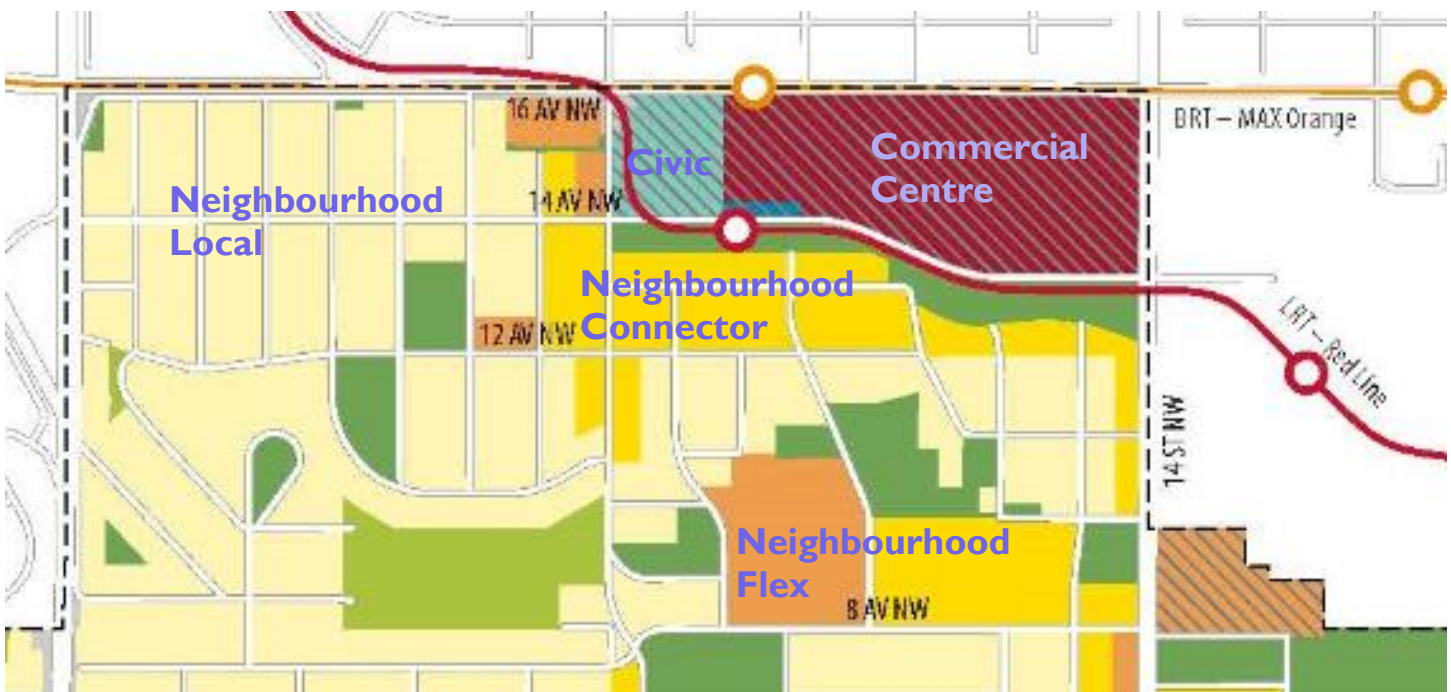 16 AV NW
BRT – MAX Orange
Civic
Commercial
Centre
Neighbourhood
Local
14 AV NW
Neighbourhood
Connector
12 AV NW
LRT – Red Line
14 ST NW
Neighbourhood
Flex
8 AV NW